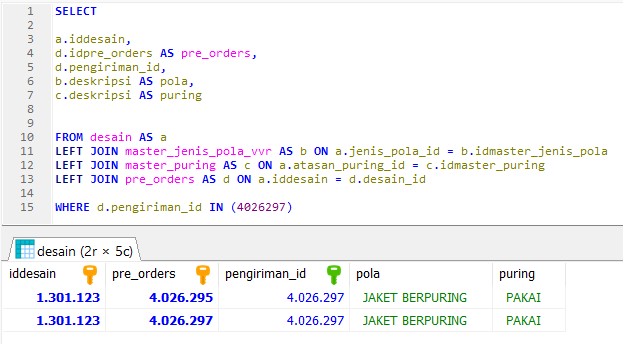 1 SELECT
2
3 a.iddesain,
4 d.idpre_orders AS pre_orders,
5 d.pengiriman_id,
6 b.deskripsi AS pola,
7 c.deskripsi AS puring
8
9
10 FROM desain AS a
11 LEFT JOIN master_jenis_pola_vvr AS b ON a.jenis_pola_id = b.idmaster_jenis_pola
12 LEFT JOIN master_puring AS c ON a.atasan_puring_id = c.idmaster_puring
13 LEFT JOIN pre_orders AS d ON a.iddesain = d.desain_id
14
15 WHERE d.pengiriman_id IN (4026297)
desain (2r × 5c)
iddesain pre_orders pengiriman_id pola puring
1.301.123 4.026.295 4.026.297 JAKET BERPURING PAKAI
1.301.123 4.026.297 4.026.297 JAKET BERPURING PAKAI